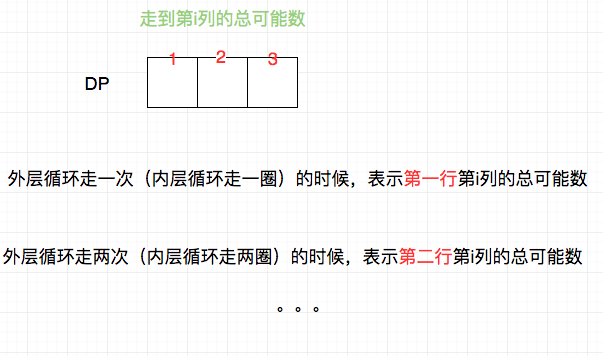 走到第i列的总可能数
1 2 3
DP
外层循环走一次（内层循环走一圈）的时候，表示第一行第i列的总可能数
外层循环走两次（内层循环走两圈）的时候，表示第二行第i列的总可能数
。。。